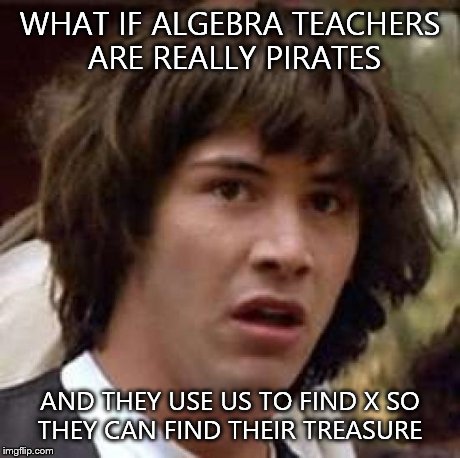 WHAT IF ALGEBRA TEACHERS
ARE REALLY PIRATES
AND THEY USE US TO FIND X SO
THEY CAN FIND THEIR TREASURE
imgflip.com